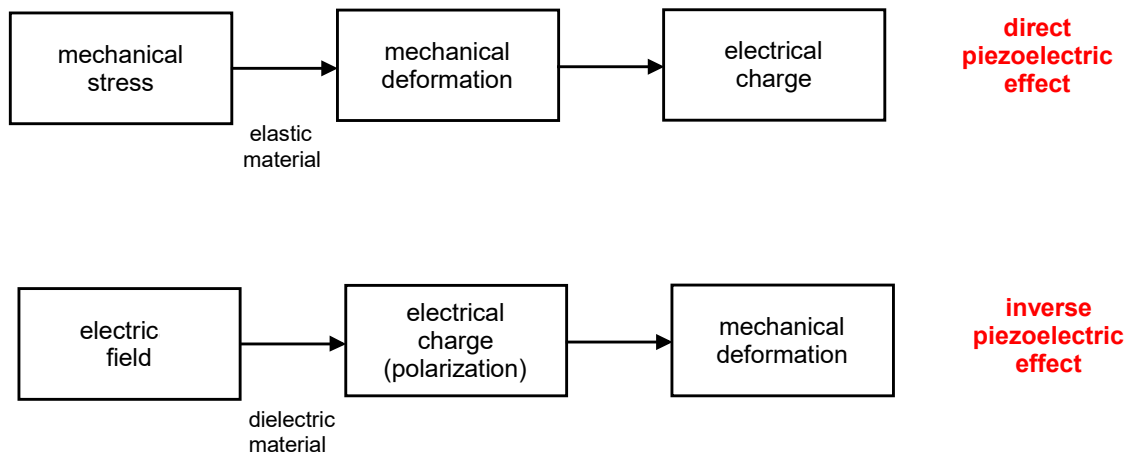 mechanical
stress
mechanical
deformation
electrical
charge
direct
piezoelectric
effect
elastic
material
electric
field
electrical
charge
(polarization)
mechanical
deformation
inverse
piezoelectric
effect
dielectric
material